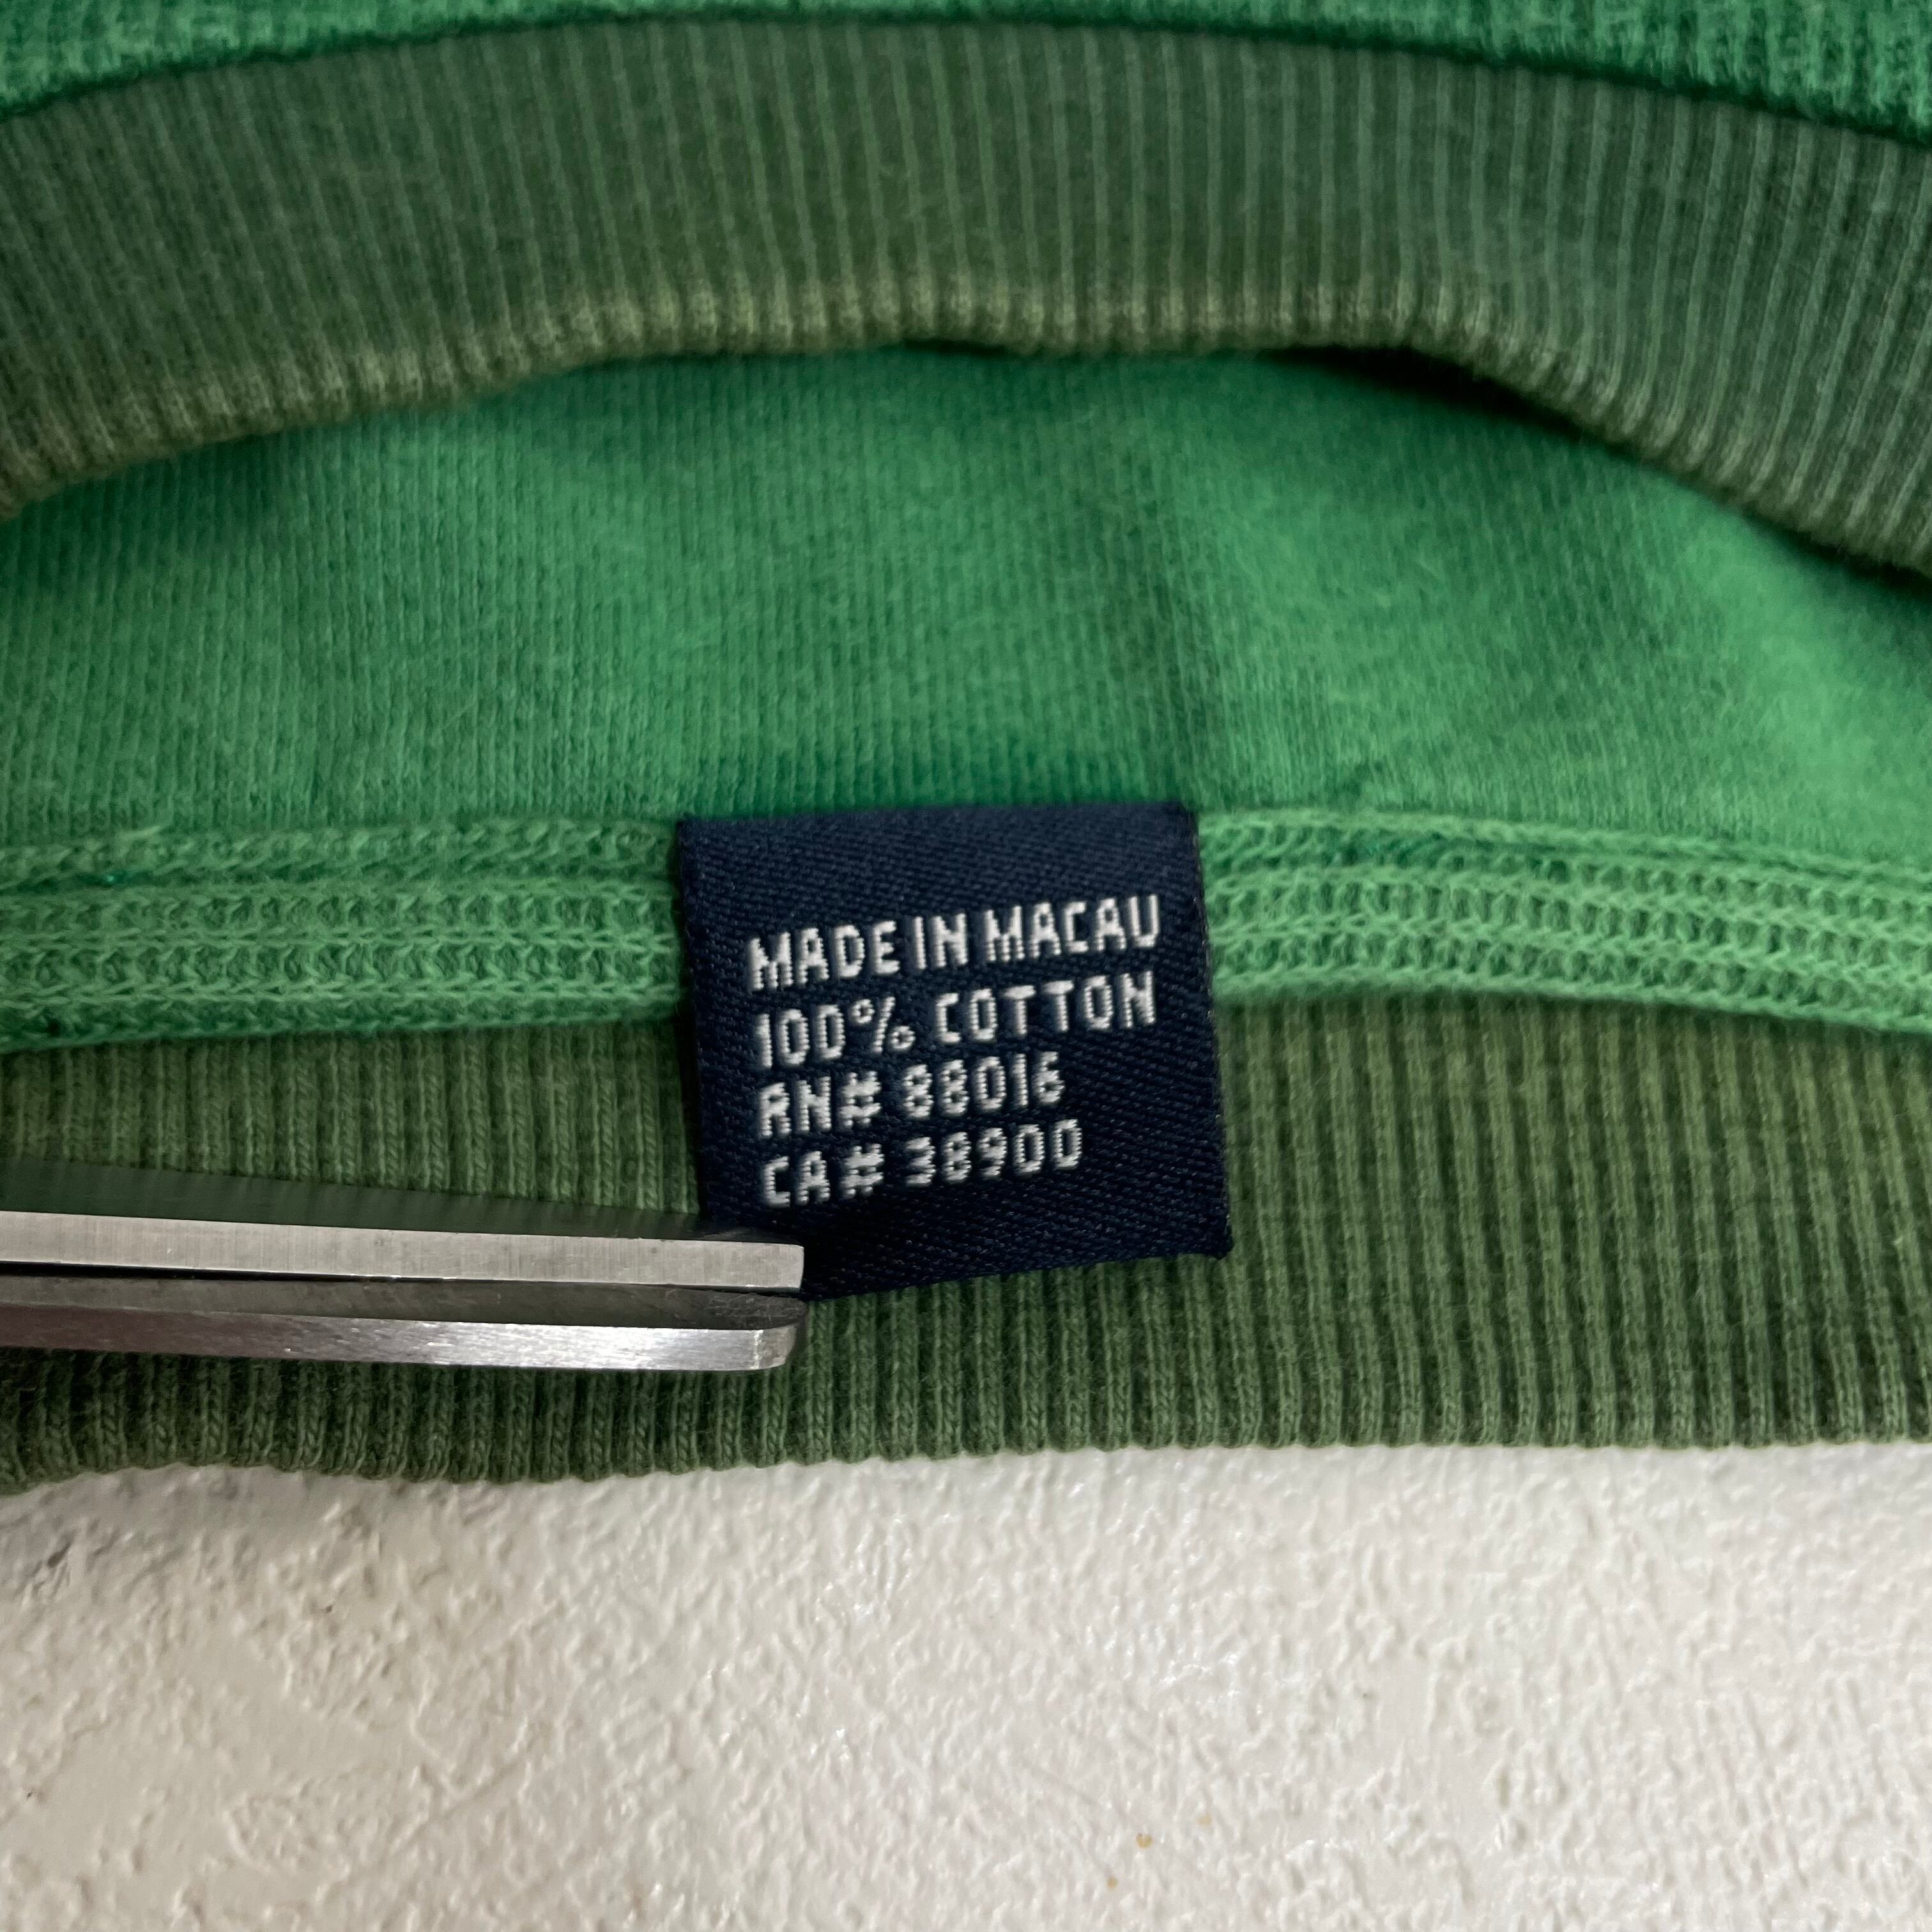 MADE IN MACAU
100% COTTON
RN# 88016
CA# 38900